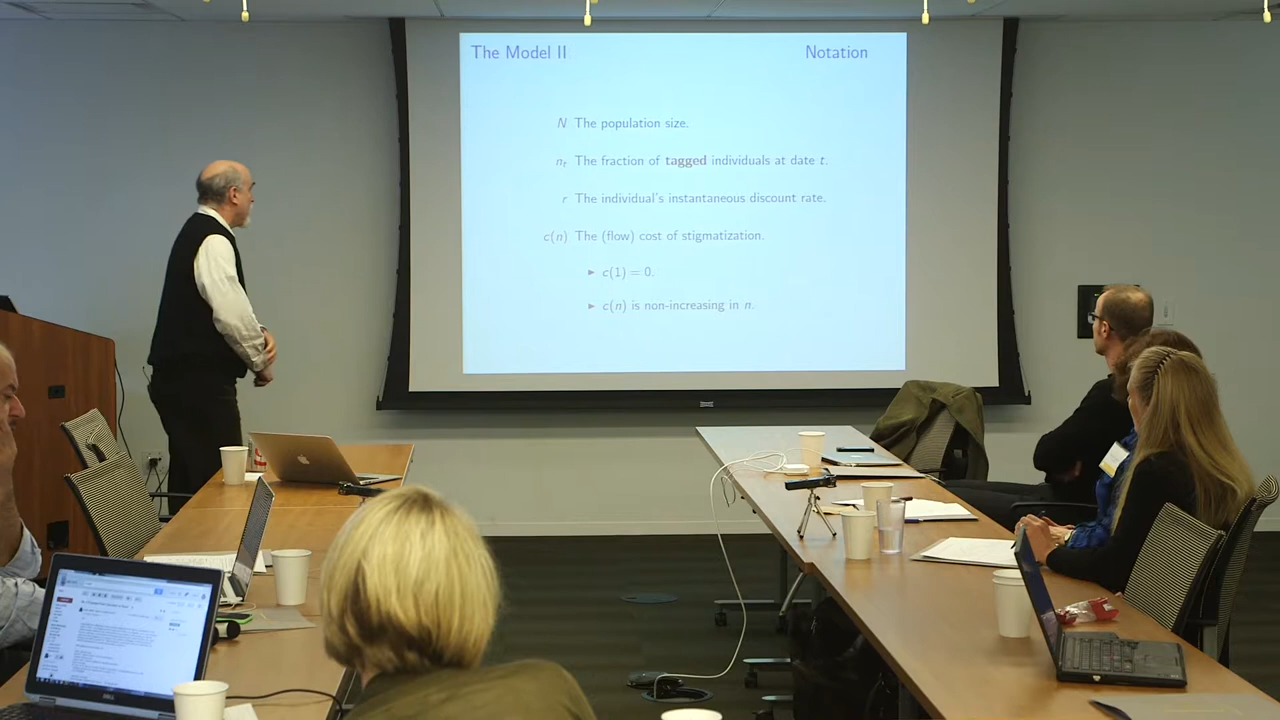 The Model II
Notation
N The population size.
n_t The fraction of tagged individuals at date t.
r The individual's instantaneous discount rate.
c(n) The (flow) cost of stigmatization.
► c(1) = 0.
► c(n) is non-increasing in n.
DELL